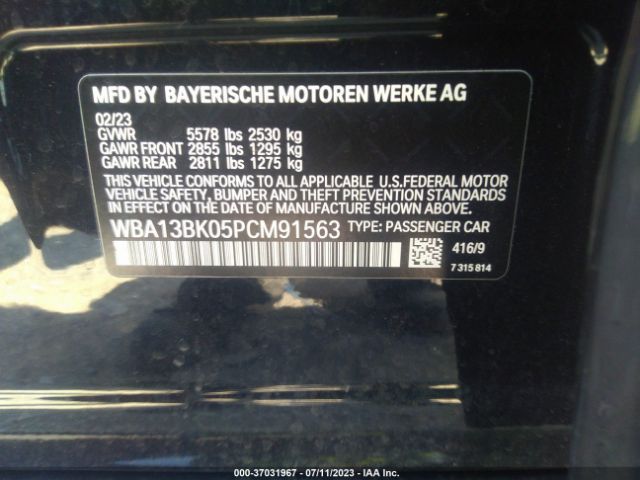 MFD BY BAYERISCHE MOTOREN WERKE AG
02/23
GVWR 5578 lbs 2530 kg
GAWR FRONT 2855 lbs 1295 kg
GAWR REAR 2811 lbs 1275 kg
THIS VEHICLE CONFORMS TO ALL APPLICABLE U.S.FEDERAL MOTOR
VEHICLE SAFETY, BUMPER AND THEFT PREVENTION STANDARDS
IN EFFECT ON THE DATE OF MANUFACTURE SHOWN ABOVE.
WBA13BK05PCM91563 TYPE: PASSENGER CAR
416/9
7 315 814
000-37031967 - 07/11/2023 - IAA Inc.